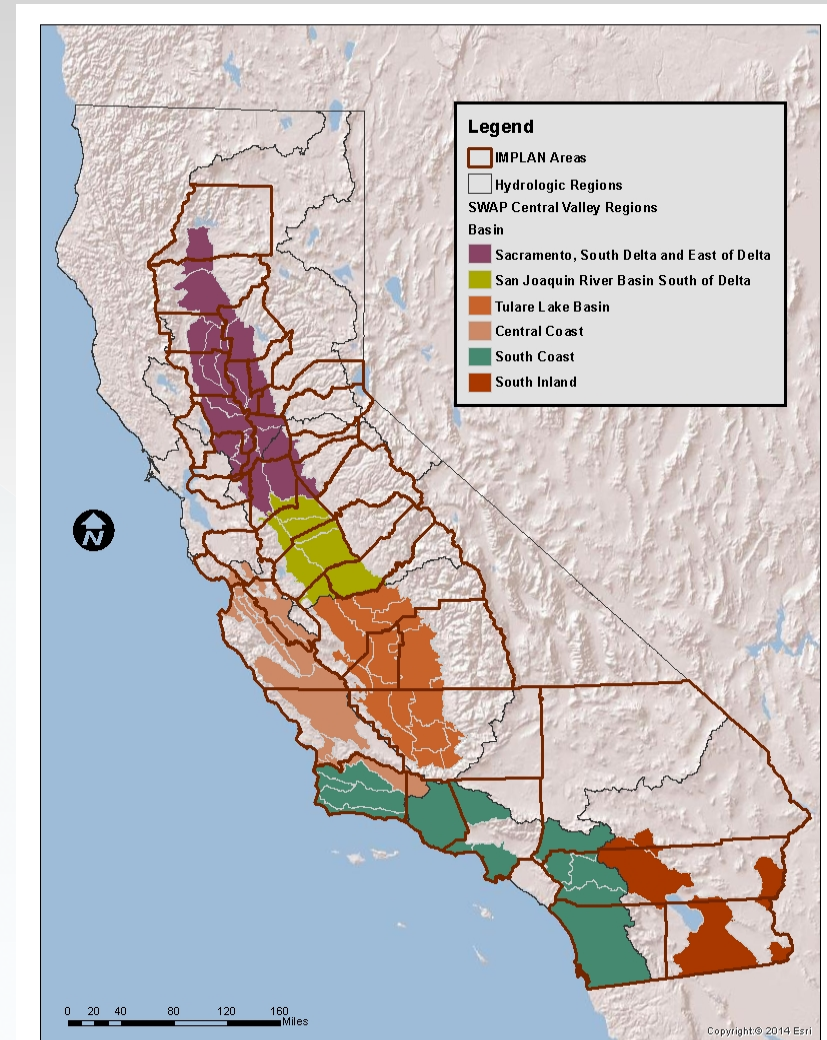 Legend
IMPLAN Areas
Hydrologic Regions
SWAP Central Valley Regions
Basin
Sacramento, South Delta and East of Delta
San Joaquin River Basin South of Delta
Tulare Lake Basin
Central Coast
South Coast
South Inland
N
0 20 40 80 120 160
Miles
Copyright:© 2014 Esri